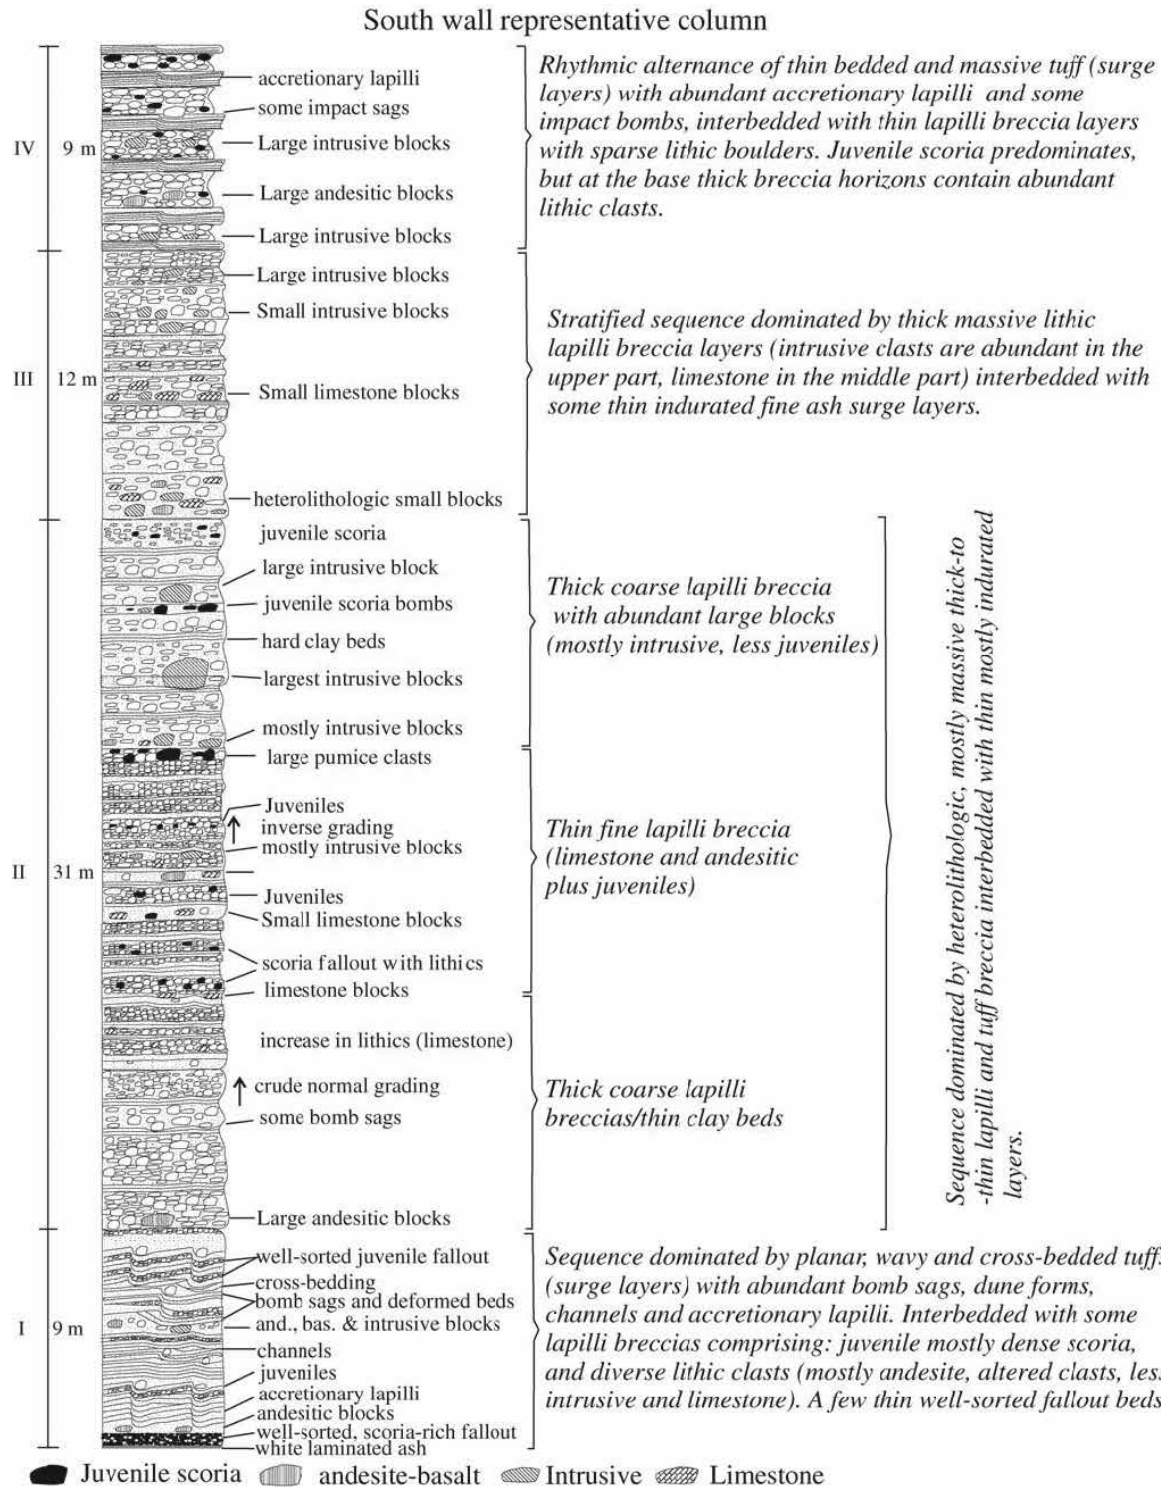 South wall representative column
IV
9 m
accretionary lapilli
some impact sags
Large intrusive blocks
Large andesitic blocks
Large intrusive blocks
Rhythmic alternance of thin bedded and massive tuff (surge
layers) with abundant accretionary lapilli and some
impact bombs, interbedded with thin lapilli breccia layers
with sparse lithic boulders. Juvenile scoria predominates,
but at the base thick breccia horizons contain abundant
lithic clasts.
III
12 m
Large intrusive blocks
Small intrusive blocks
Small limestone blocks
heterolithologic small blocks
Stratified sequence dominated by thick massive lithic
lapilli breccia layers (intrusive clasts are abundant in the
upper part, limestone in the middle part) interbedded with
some thin indurated fine ash surge layers.
II
31 m
juvenile scoria
large intrusive block
juvenile scoria bombs
hard clay beds
largest intrusive blocks
mostly intrusive blocks
Thick coarse lapilli breccia
with abundant large blocks
(mostly intrusive, less juveniles)
large pumice clasts
Juveniles
inverse grading
mostly intrusive blocks
Juveniles
Small limestone blocks
scoria fallout with lithics
limestone blocks
Thin fine lapilli breccia
(limestone and andesitic
plus juveniles)
increase in lithics (limestone)
crude normal grading
some bomb sags
Large andesitic blocks
Thick coarse lapilli
breccias/thin clay beds
Sequence dominated by heterolithologic, mostly massive thick-to
-thin lapilli and tuff breccia interbedded with thin mostly indurated
layers.
I
9 m
well-sorted juvenile fallout
cross-bedding
bomb sags and deformed beds
and., bas. & intrusive blocks
channels
juveniles
accretionary lapilli
andesitic blocks
well-sorted, scoria-rich fallout
white laminated ash
Sequence dominated by planar, wavy and cross-bedded tuffs
(surge layers) with abundant bomb sags, dune forms,
channels and accretionary lapilli. Interbedded with some
lapilli breccias comprising: juvenile mostly dense scoria,
and diverse lithic clasts (mostly andesite, altered clasts, less
intrusive and limestone). A few thin well-sorted fallout beds
Juvenile scoria
andesite-basalt
Intrusive
Limestone